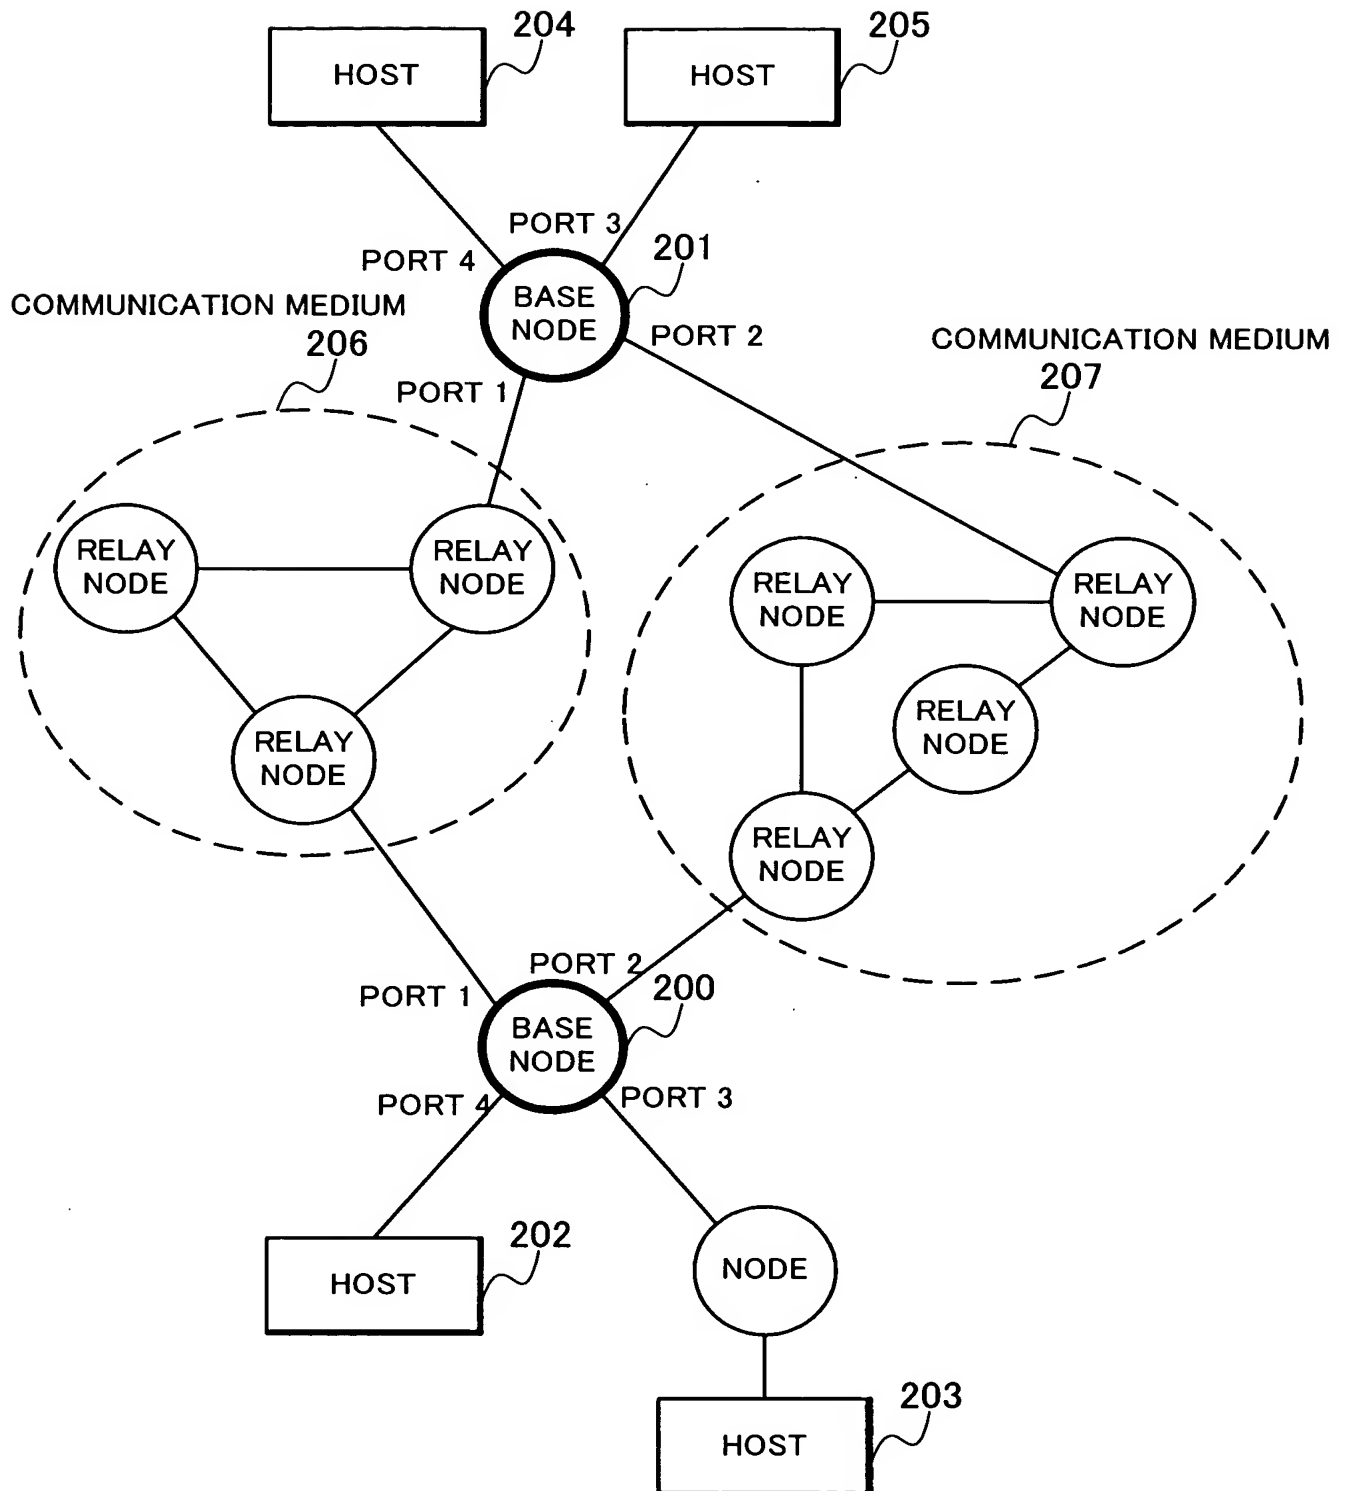 204
205
HOST
HOST
PORT 3
PORT 4
201
BASE
NODE
COMMUNICATION MEDIUM
206
PORT 2
COMMUNICATION MEDIUM
207
PORT 1
RELAY
NODE
RELAY
NODE
RELAY
NODE
RELAY
NODE
RELAY
NODE
RELAY
NODE
RELAY
NODE
PORT 2
PORT 1
200
BASE
NODE
PORT 4
PORT 3
202
HOST
NODE
203
HOST